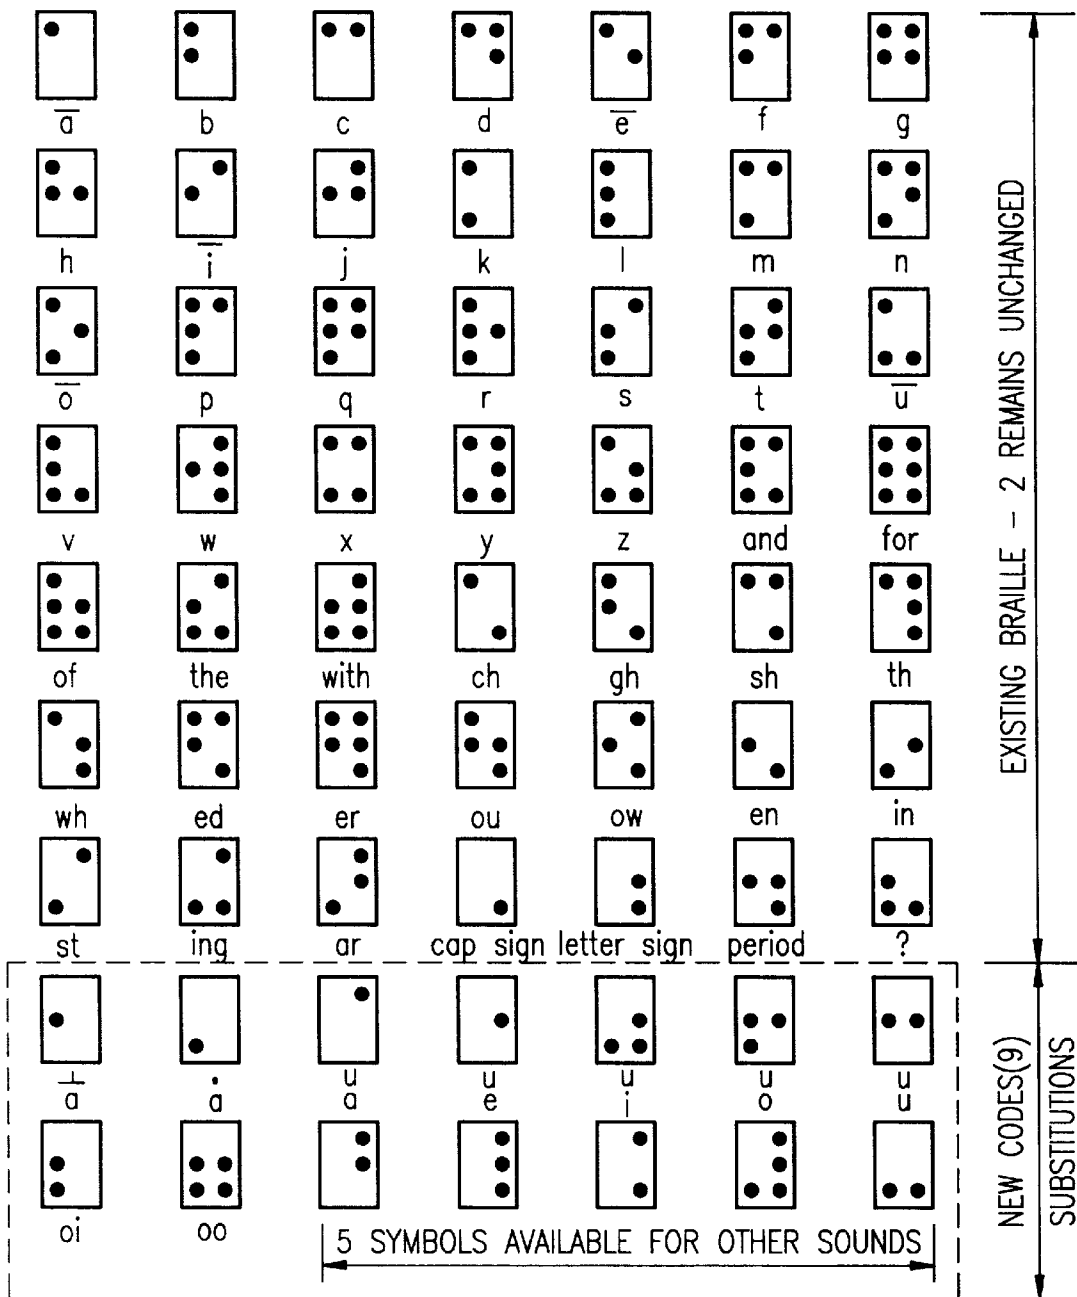 a̅ b c d e̅ f g
h i̅ j k l m n
o̅ p q r s t u̅
v w x y z and for
of the with ch gh sh th
wh ed er ou ow en in
st ing ar cap sign letter sign period ?
EXISTING BRAILLE - 2 REMAINS UNCHANGED
a̅ ȧ ă ĕ ĭ ŏ ŭ
oi oo
5 SYMBOLS AVAILABLE FOR OTHER SOUNDS
NEW CODES(9)
SUBSTITUTIONS